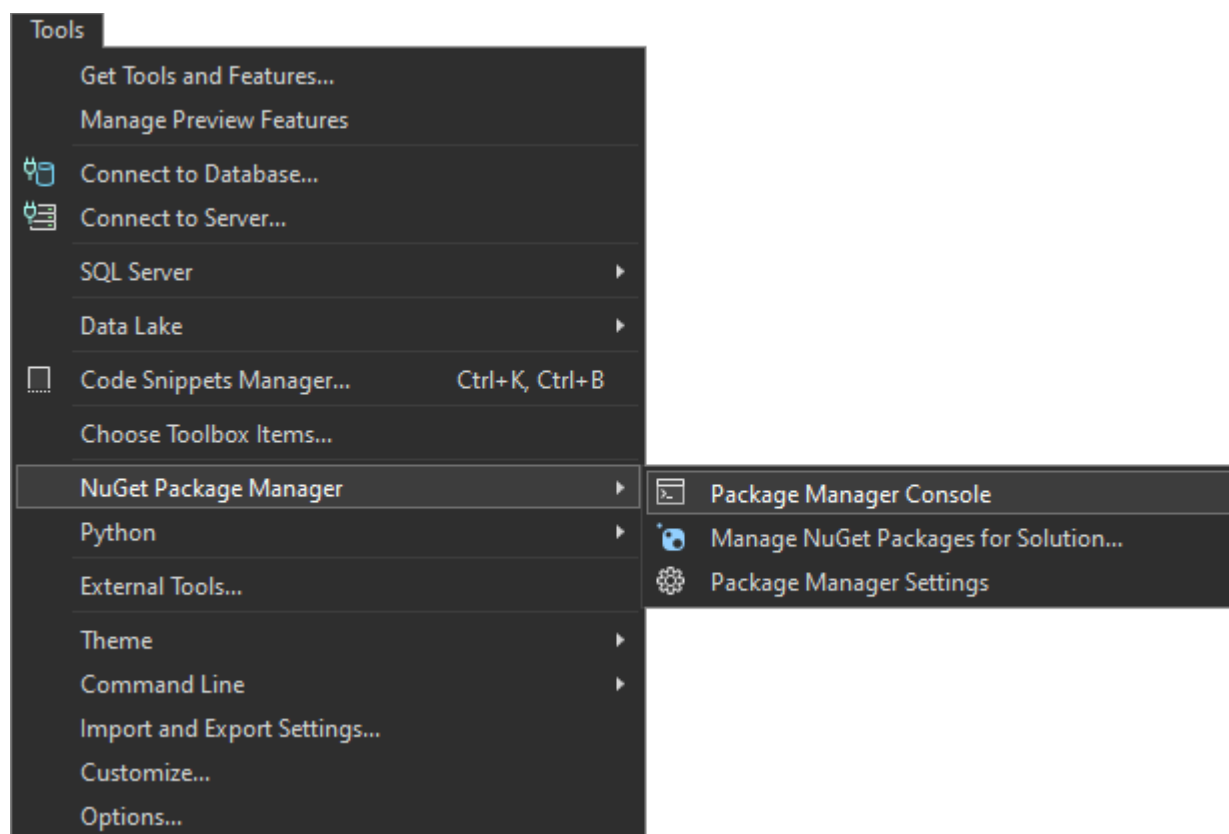 Tools
Get Tools and Features...
Manage Preview Features
Connect to Database...
Connect to Server...
SQL Server
Data Lake
Code Snippets Manager... Ctrl+K, Ctrl+B
Choose Toolbox Items...
NuGet Package Manager
Package Manager Console
Manage NuGet Packages for Solution...
Package Manager Settings
Python
External Tools...
Theme
Command Line
Import and Export Settings...
Customize...
Options...